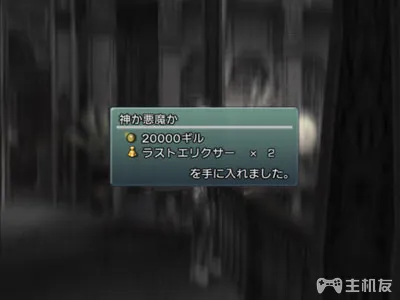 神か悪魔か
20000ギル
ラストエリクサー × 2
を手に入れました。
主机友